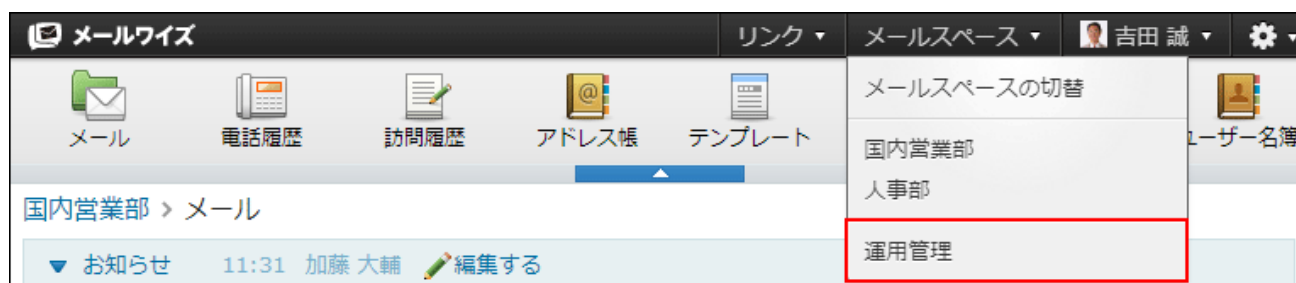 メールワイズ リンク ▼ メールスペース ▼ 吉田 誠 ▼
メール 電話履歴 訪問履歴 アドレス帳 テンプレート ーザー名簿
メールスペースの切替
国内営業部
人事部
運用管理
国内営業部 > メール
▼ お知らせ 11:31 加藤 大輔 編集する